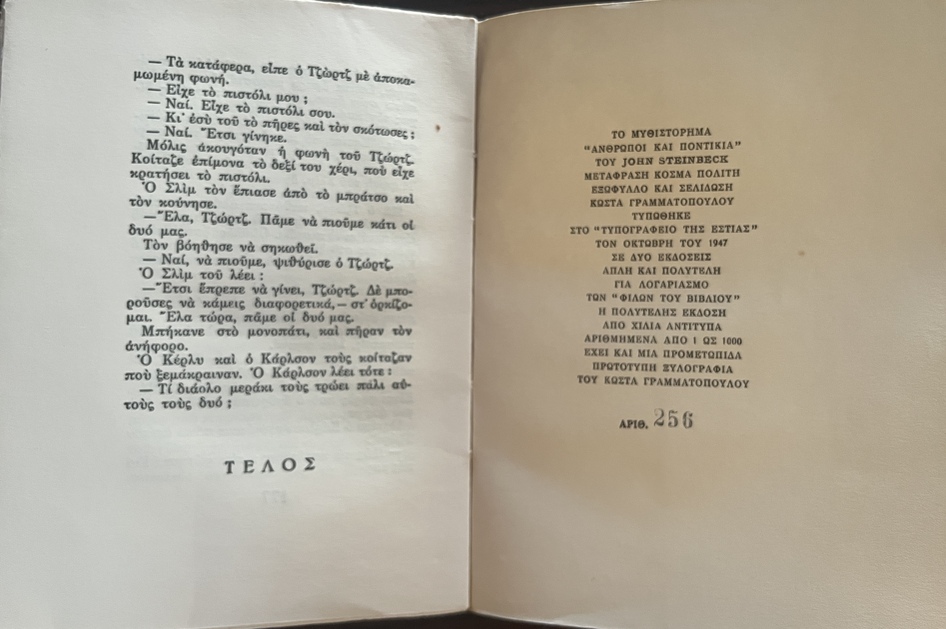 — Τὰ κατάφερα, εἶπε ὁ Τζὼρτζ μὲ ἀποκα-
μωμένη φωνή.
— Εἶχε τὸ πιστόλι μου ;
— Ναί. Εἶχε τὸ πιστόλι σου.
— Κι' ἐσὺ τοῦ τὸ πῆρες καὶ τὸν σκότωσες ;
— Ναί. Ἔτσι γίνηκε.
Μόλις ἀκουγόταν ἡ φωνὴ τοῦ Τζὼρτζ.
Κοίταζε ἐπίμονα τὸ δεξί του χέρι, ποὺ εἶχε
κρατήσει τὸ πιστόλι.
Ὁ Σλὶμ τὸν ἔπιασε ἀπὸ τὸ μπράτσο καὶ
τὸν κούνησε.
—Ἔλα, Τζὼρτζ. Πᾶμε νὰ πιοῦμε κάτι οἱ
δυό μας.
Τὸν βόηθησε νὰ σηκωθεῖ.
— Ναί, νὰ πιοῦμε, ψιθύρισε ὁ Τζὼρτζ.
Ὁ Σλὶμ τοῦ λέει :
—Ἔτσι ἔπρεπε νὰ γίνει, Τζὼρτζ. Δὲ μπο-
ροῦσες νὰ κάμεις διαφορετικά,— στ' ὁρκίζο-
μαι. Ἔλα τώρα, πᾶμε οἱ δυό μας.
Μπήκανε στὸ μονοπάτι, καὶ πῆραν τὸν
ἀνήφορο.
Ὁ Κέρλυ καὶ ὁ Κάρλσον τοὺς κοίταζαν
ποὺ ξεμάκραιναν. Ὁ Κάρλσον λέει τότε :
— Τί διάολο μεράκι τοὺς τρώει πάλι αὐ-
τοὺς τοὺς δυό ;
ΤΕΛΟΣ
ΤΟ ΜΥΘΙΣΤΟΡΗΜΑ
"ΑΝΘΡΩΠΟΙ ΚΑΙ ΠΟΝΤΙΚΙΑ"
ΤΟΥ JOHN STEINBECK
ΜΕΤΑΦΡΑΣΗ ΚΟΣΜΑ ΠΟΛΙΤΗ
ΕΞΩΦΥΛΛΟ ΚΑΙ ΣΕΛΙΔΩΣΗ
ΚΩΣΤΑ ΓΡΑΜΜΑΤΟΠΟΥΛΟΥ
ΤΥΠΩΘΗΚΕ
ΣΤΟ "ΤΥΠΟΓΡΑΦΕΙΟ ΤΗΣ ΕΣΤΙΑΣ"
ΤΟΝ ΟΚΤΩΒΡΗ ΤΟΥ 1947
ΣΕ ΔΥΟ ΕΚΔΟΣΕΙΣ
ΑΠΛΗ ΚΑΙ ΠΟΛΥΤΕΛΗ
ΓΙΑ ΛΟΓΑΡΙΑΣΜΟ
ΤΩΝ "ΦΙΛΩΝ ΤΟΥ ΒΙΒΛΙΟΥ"
Η ΠΟΛΥΤΕΛΗΣ ΕΚΔΟΣΗ
ΑΠΟ ΧΙΛΙΑ ΑΝΤΙΤΥΠΑ
ΑΡΙΘΜΗΜΕΝΑ ΑΠΟ 1 ΩΣ 1000
ΕΧΕΙ ΚΑΙ ΜΙΑ ΠΡΟΜΕΤΩΠΙΔΑ
ΠΡΩΤΟΤΥΠΗ ΞΥΛΟΓΡΑΦΙΑ
ΤΟΥ ΚΩΣΤΑ ΓΡΑΜΜΑΤΟΠΟΥΛΟΥ
ΑΡΙΘ. 256